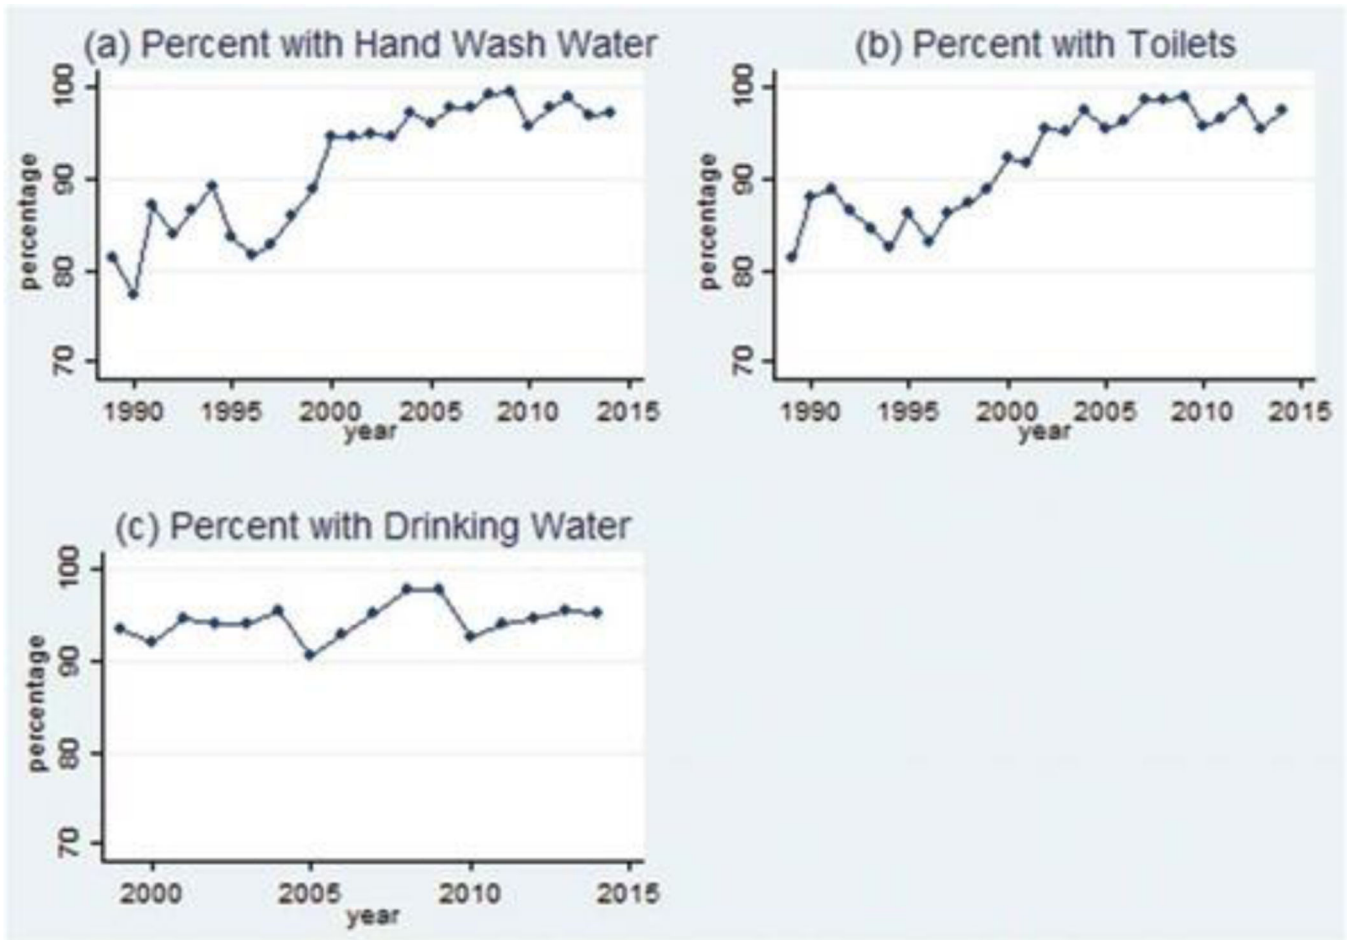 (a) Percent with Hand Wash Water
percentage
100
90
80
70
1990 1995 2000 2005 2010 2015
year
(b) Percent with Toilets
percentage
100
90
80
70
1990 1995 2000 2005 2010 2015
year
(c) Percent with Drinking Water
percentage
100
90
80
70
2000 2005 2010 2015
year